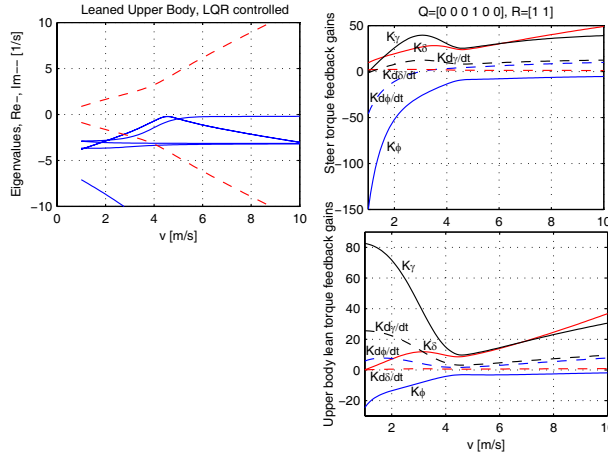 Leaned Upper Body, LQR controlled
Eigenvalues, Re-, Im-- [1/s]
10
5
0
-5
-10
0
2
4
6
8
10
v [m/s]
Q=[0 0 0 1 0 0], R=[1 1]
Steer torque feedback gains
50
0
-50
-100
-150
Kγ
Kδ
Kdγ/dt
Kdδ/dt
Kdφ/dt
Kφ
2
4
6
8
10
v [m/s]
Upper body lean torque feedback gains
80
60
40
20
0
-20
Kγ
Kdγ/dt
Kδ
Kdφ/dt
Kdδ/dt
Kφ
2
4
6
8
10
v [m/s]